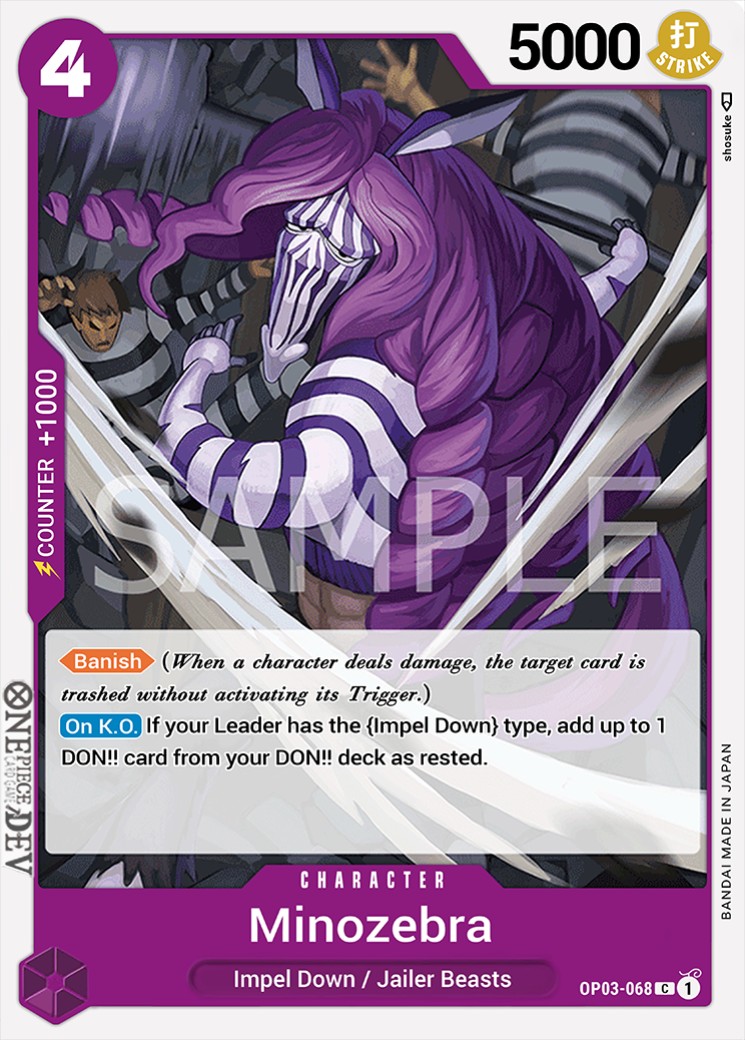 4
5000
打
STRIKE
shosuke
COUNTER +1000
SAMPLE
Banish (When a character deals damage, the target card is
trashed without activating its Trigger.)
On K.O. If your Leader has the {Impel Down} type, add up to 1
DON!! card from your DON!! deck as rested.
ONE PIECE
CARD GAME
DEV
BANDAI MADE IN JAPAN
CHARACTER
Minozebra
Impel Down / Jailer Beasts
OP03-068 C 1